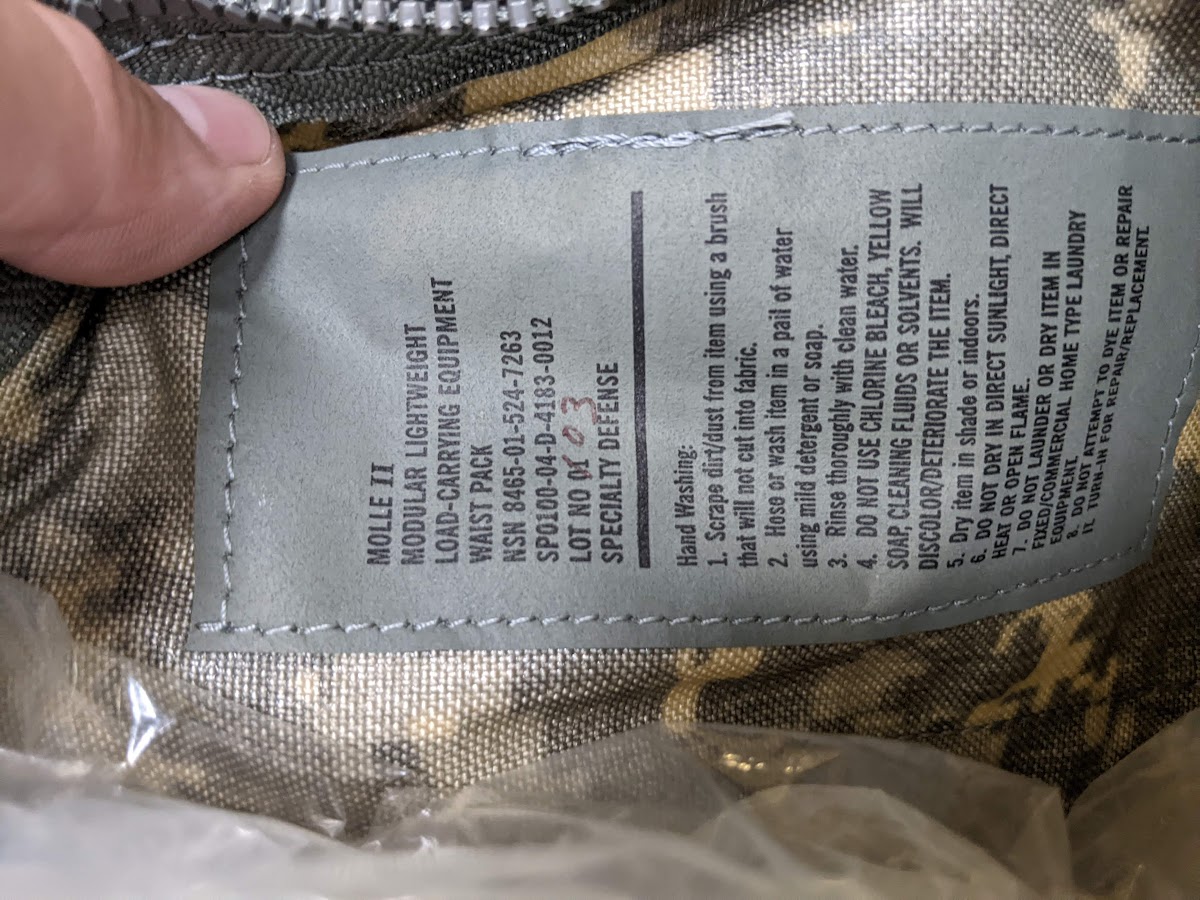 MOLLE II
MODULAR LIGHTWEIGHT
LOAD-CARRYING EQUIPMENT
WAIST PACK
NSN 8465-01-524-7263
SPO100-04-D-4183-0012
LOT NO 03
SPECIALTY DEFENSE
Hand Washing:
1. Scrape dirt/dust from item using a brush
that will not cut into fabric.
2. Hose or wash item in a pail of water
using mild detergent or soap.
3. Rinse thoroughly with clean water.
4. DO NOT USE CHLORINE BLEACH, YELLOW
SOAP, CLEANING FLUIDS OR SOLVENTS. WILL
DISCOLOR/DETERIORATE THE ITEM.
5. Dry item in shade or indoors.
6. DO NOT DRY IN DIRECT SUNLIGHT, DIRECT
HEAT OR OPEN FLAME.
7. DO NOT LAUNDER OR DRY ITEM IN
FIXED/COMMERCIAL HOME TYPE LAUNDRY
EQUIPMENT.
8. DO NOT ATTEMPT TO DYE ITEM OR REPAIR
IT. TURN-IN FOR REPAIR/REPLACEMENT.